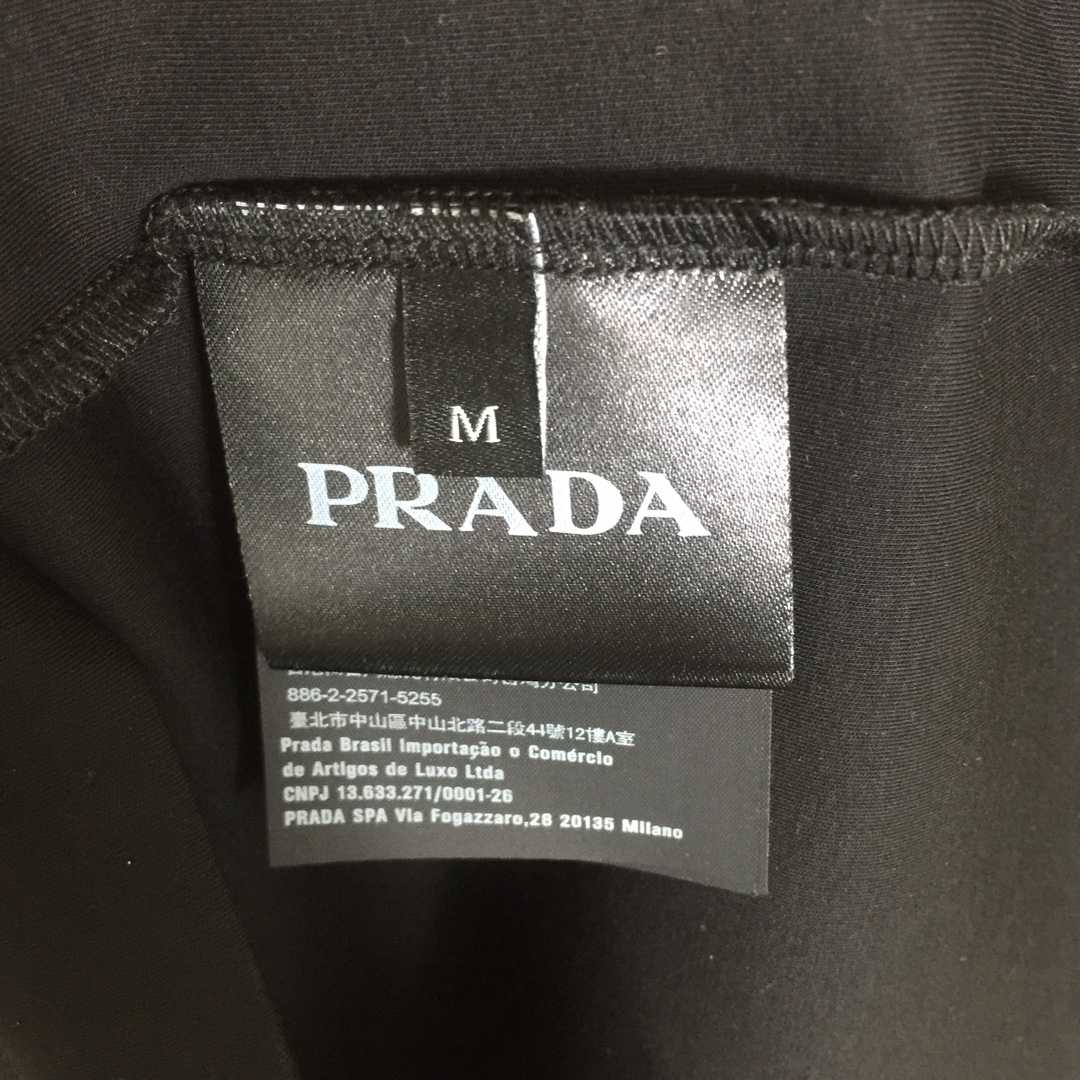 M
PRADA
886-2-2571-5255
臺北市中山區中山北路二段44號12樓A室
Prada Brasil Importação o Comércio
de Artigos de Luxo Ltda
CNPJ 13.633.271/0001-26
PRADA SPA Via Fogazzaro,28 20135 Milano